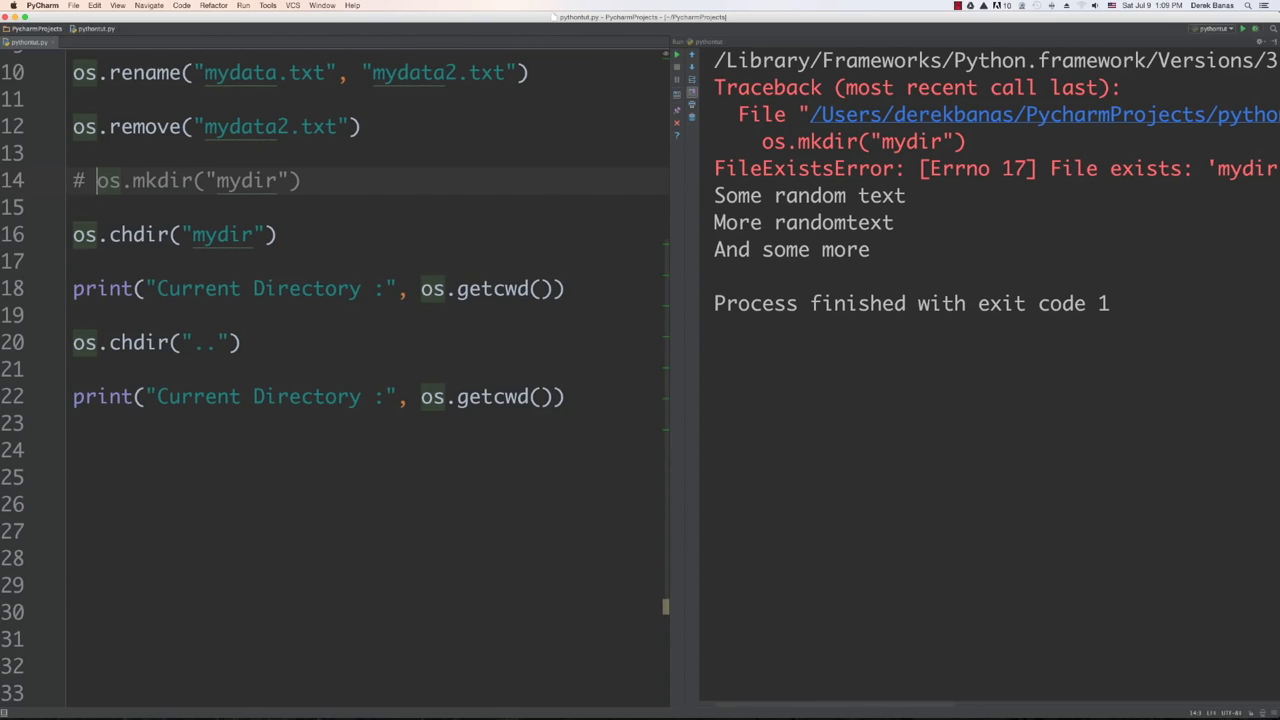 PyCharm File Edit View Navigate Code Refactor Run Tools VCS Window Help
10 Sat Jul 9 1:09 PM Derek Banas
pythontut.py - PycharmProjects - [~/PycharmProjects]
PycharmProjects pythontut.py
pythontut
pythontut.py
Run: pythontut
10 os.rename("mydata.txt", "mydata2.txt")
11
12 os.remove("mydata2.txt")
13
14 # os.mkdir("mydir")
15
16 os.chdir("mydir")
17
18 print("Current Directory :", os.getcwd())
19
20 os.chdir("..")
21
22 print("Current Directory :", os.getcwd())
23
24
25
26
27
28
29
30
31
32
33
/Library/Frameworks/Python.framework/Versions/3
Traceback (most recent call last):
File "/Users/derekbanas/PycharmProjects/pytho
os.mkdir("mydir")
FileExistsError: [Errno 17] File exists: 'mydir
Some random text
More randomtext
And some more
Process finished with exit code 1
14:3 LF÷ UTF-8÷